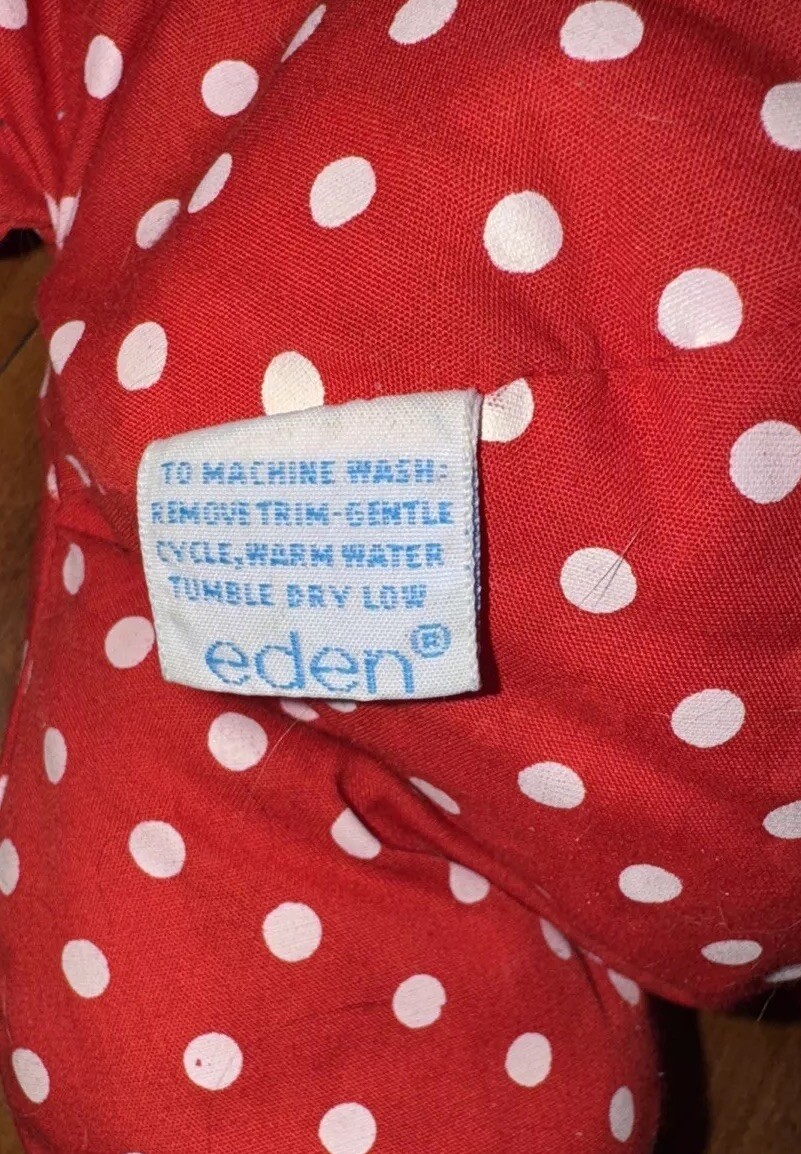 TO MACHINE WASH:
REMOVE TRIM-GENTLE
CYCLE, WARM WATER
TUMBLE DRY LOW
eden®